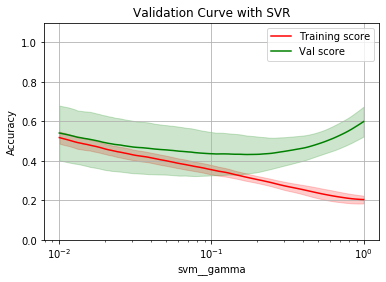 Validation Curve with SVR
Training score
Val score
Accuracy
1.0
0.8
0.6
0.4
0.2
0.0
10⁻² 10⁻¹ 10⁰
svm__gamma